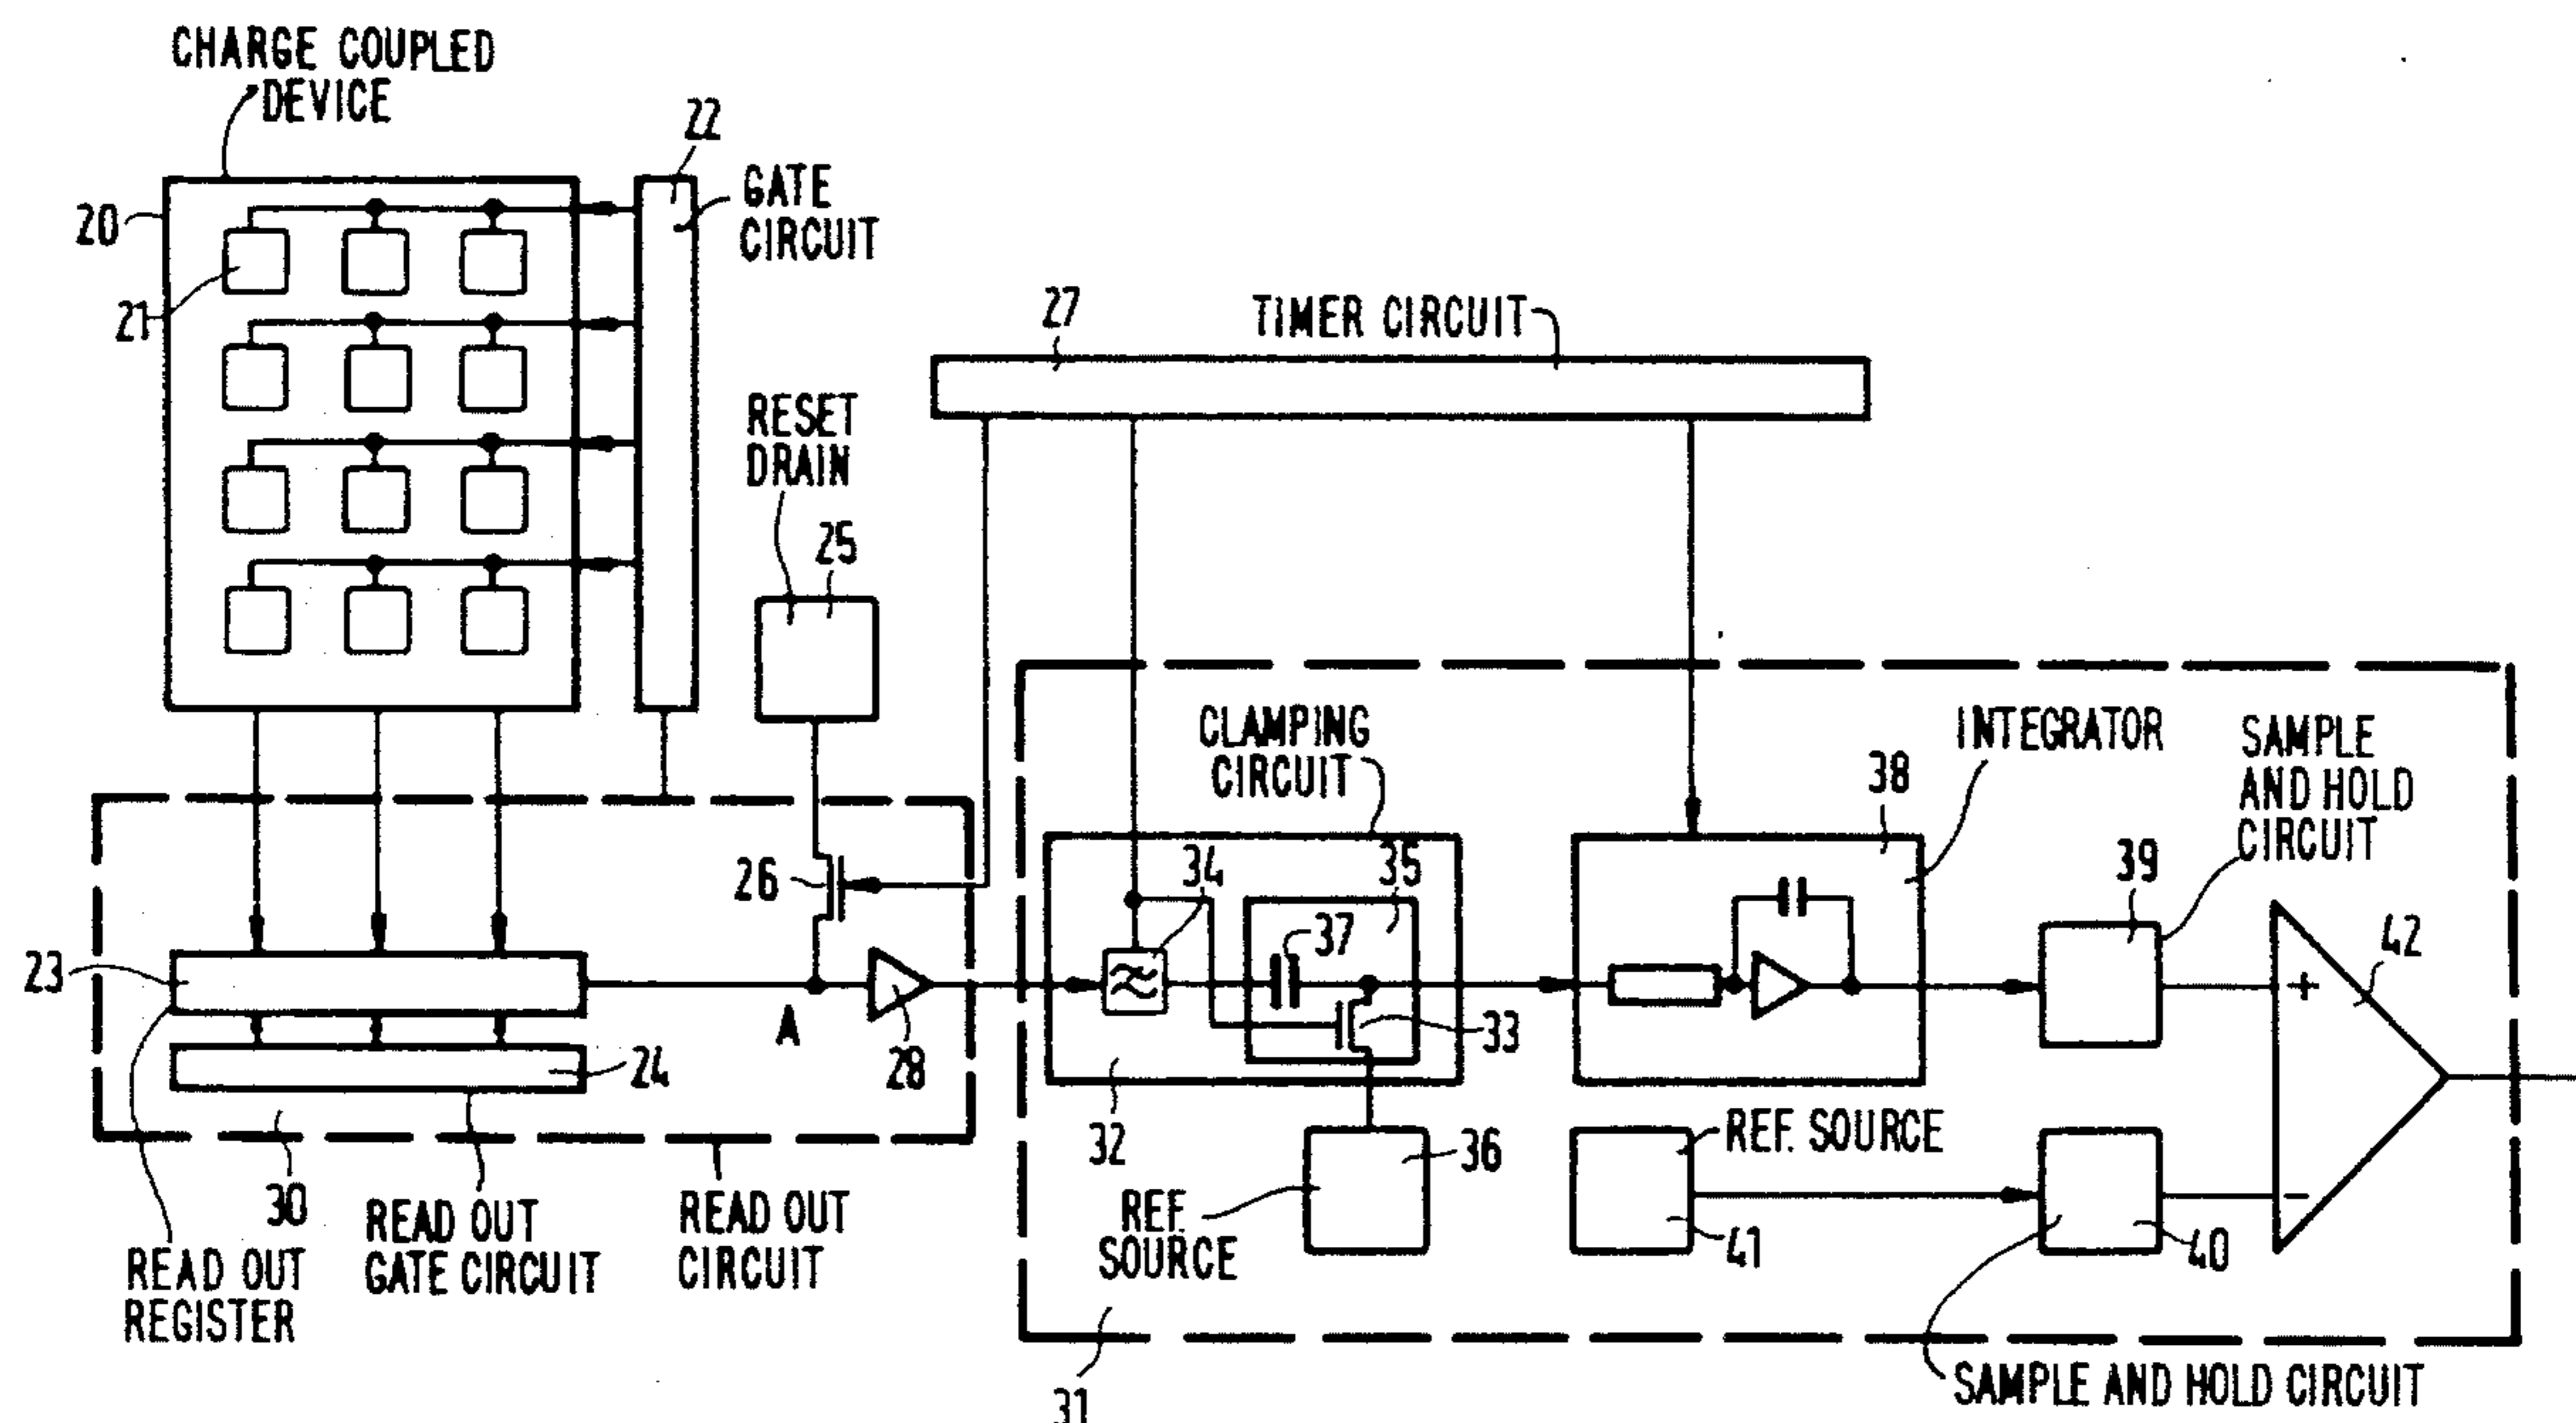 CHARGE COUPLED
DEVICE
22
GATE
CIRCUIT
20
21
27
TIMER CIRCUIT
RESET
DRAIN
25
CLAMPING
CIRCUIT
INTEGRATOR
SAMPLE
AND HOLD
CIRCUIT
38
39
26
34
35
37
42
23
A
28
+
33
24
32
36
REF. SOURCE
30
READ OUT
GATE CIRCUIT
READ OUT
CIRCUIT
REF.
SOURCE
41
40
−
READ OUT
REGISTER
31
SAMPLE AND HOLD CIRCUIT